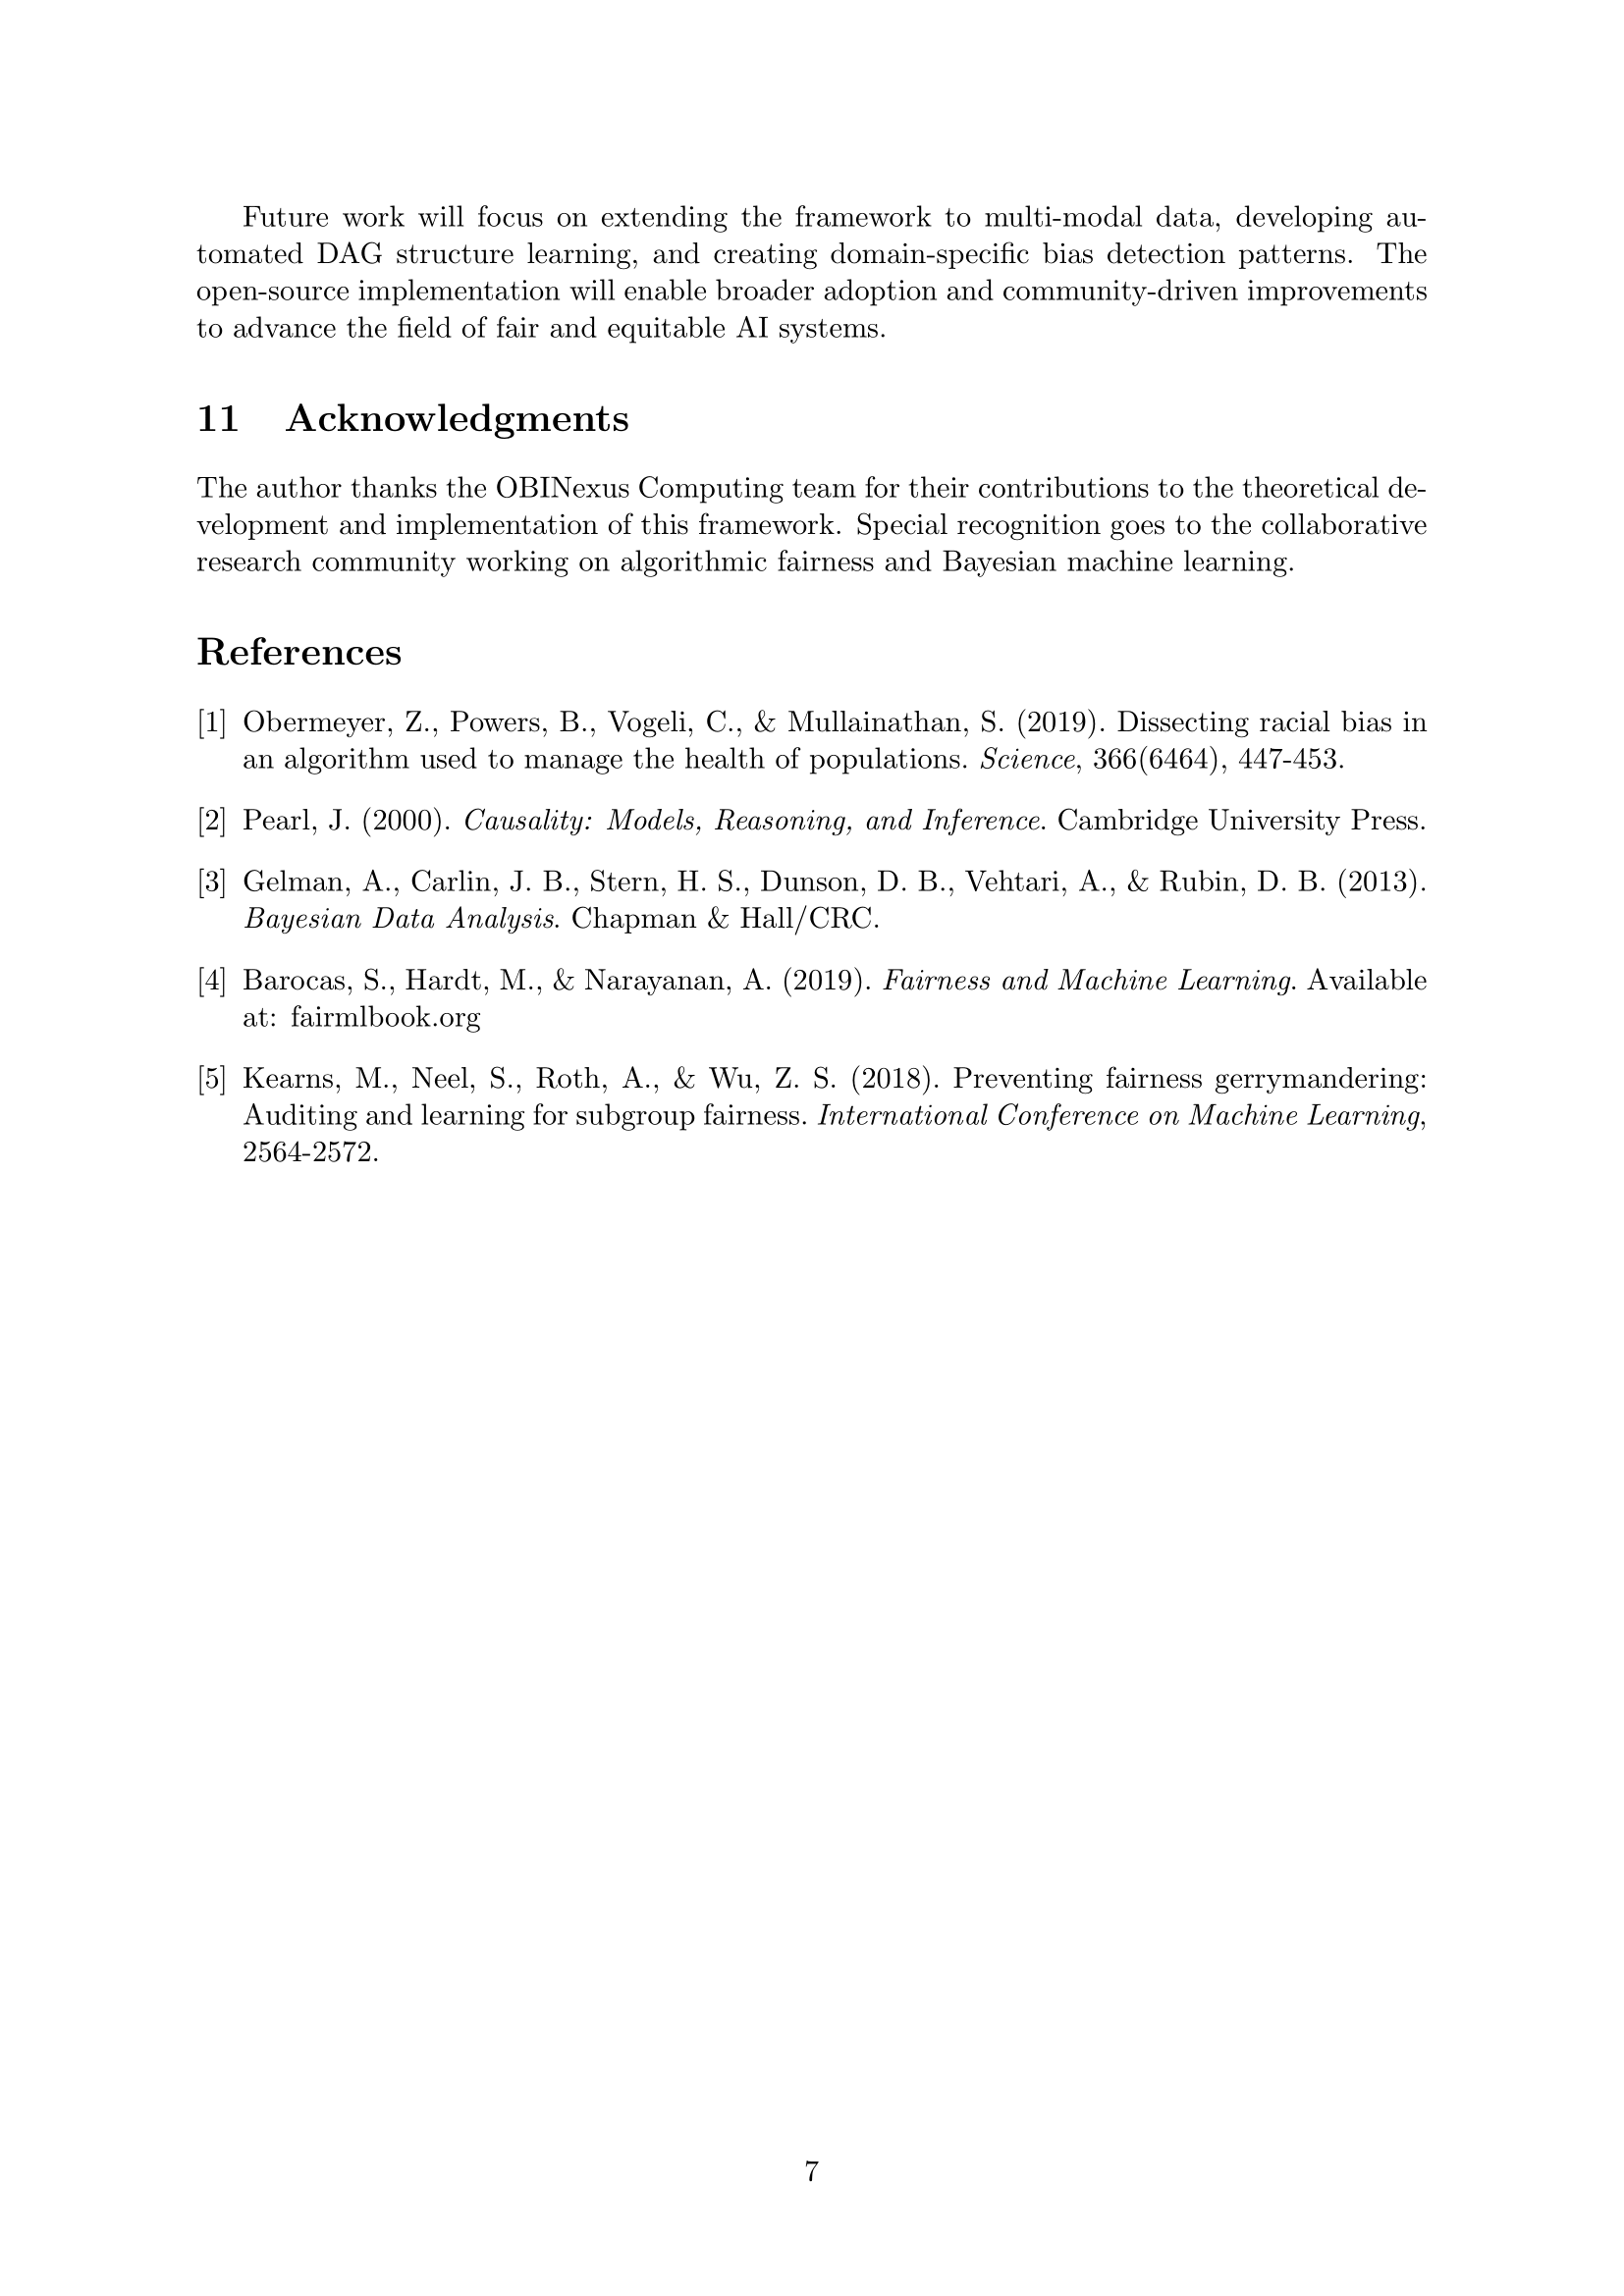 Future work will focus on extending the framework to multi-modal data, developing au-
tomated DAG structure learning, and creating domain-specific bias detection patterns. The
open-source implementation will enable broader adoption and community-driven improvements
to advance the field of fair and equitable AI systems.
11 Acknowledgments
The author thanks the OBINexus Computing team for their contributions to the theoretical de-
velopment and implementation of this framework. Special recognition goes to the collaborative
research community working on algorithmic fairness and Bayesian machine learning.
References
[1] Obermeyer, Z., Powers, B., Vogeli, C., & Mullainathan, S. (2019). Dissecting racial bias in
an algorithm used to manage the health of populations. Science, 366(6464), 447-453.
[2] Pearl, J. (2000). Causality: Models, Reasoning, and Inference. Cambridge University Press.
[3] Gelman, A., Carlin, J. B., Stern, H. S., Dunson, D. B., Vehtari, A., & Rubin, D. B. (2013).
Bayesian Data Analysis. Chapman & Hall/CRC.
[4] Barocas, S., Hardt, M., & Narayanan, A. (2019). Fairness and Machine Learning. Available
at: fairmlbook.org
[5] Kearns, M., Neel, S., Roth, A., & Wu, Z. S. (2018). Preventing fairness gerrymandering:
Auditing and learning for subgroup fairness. International Conference on Machine Learning,
2564-2572.
7